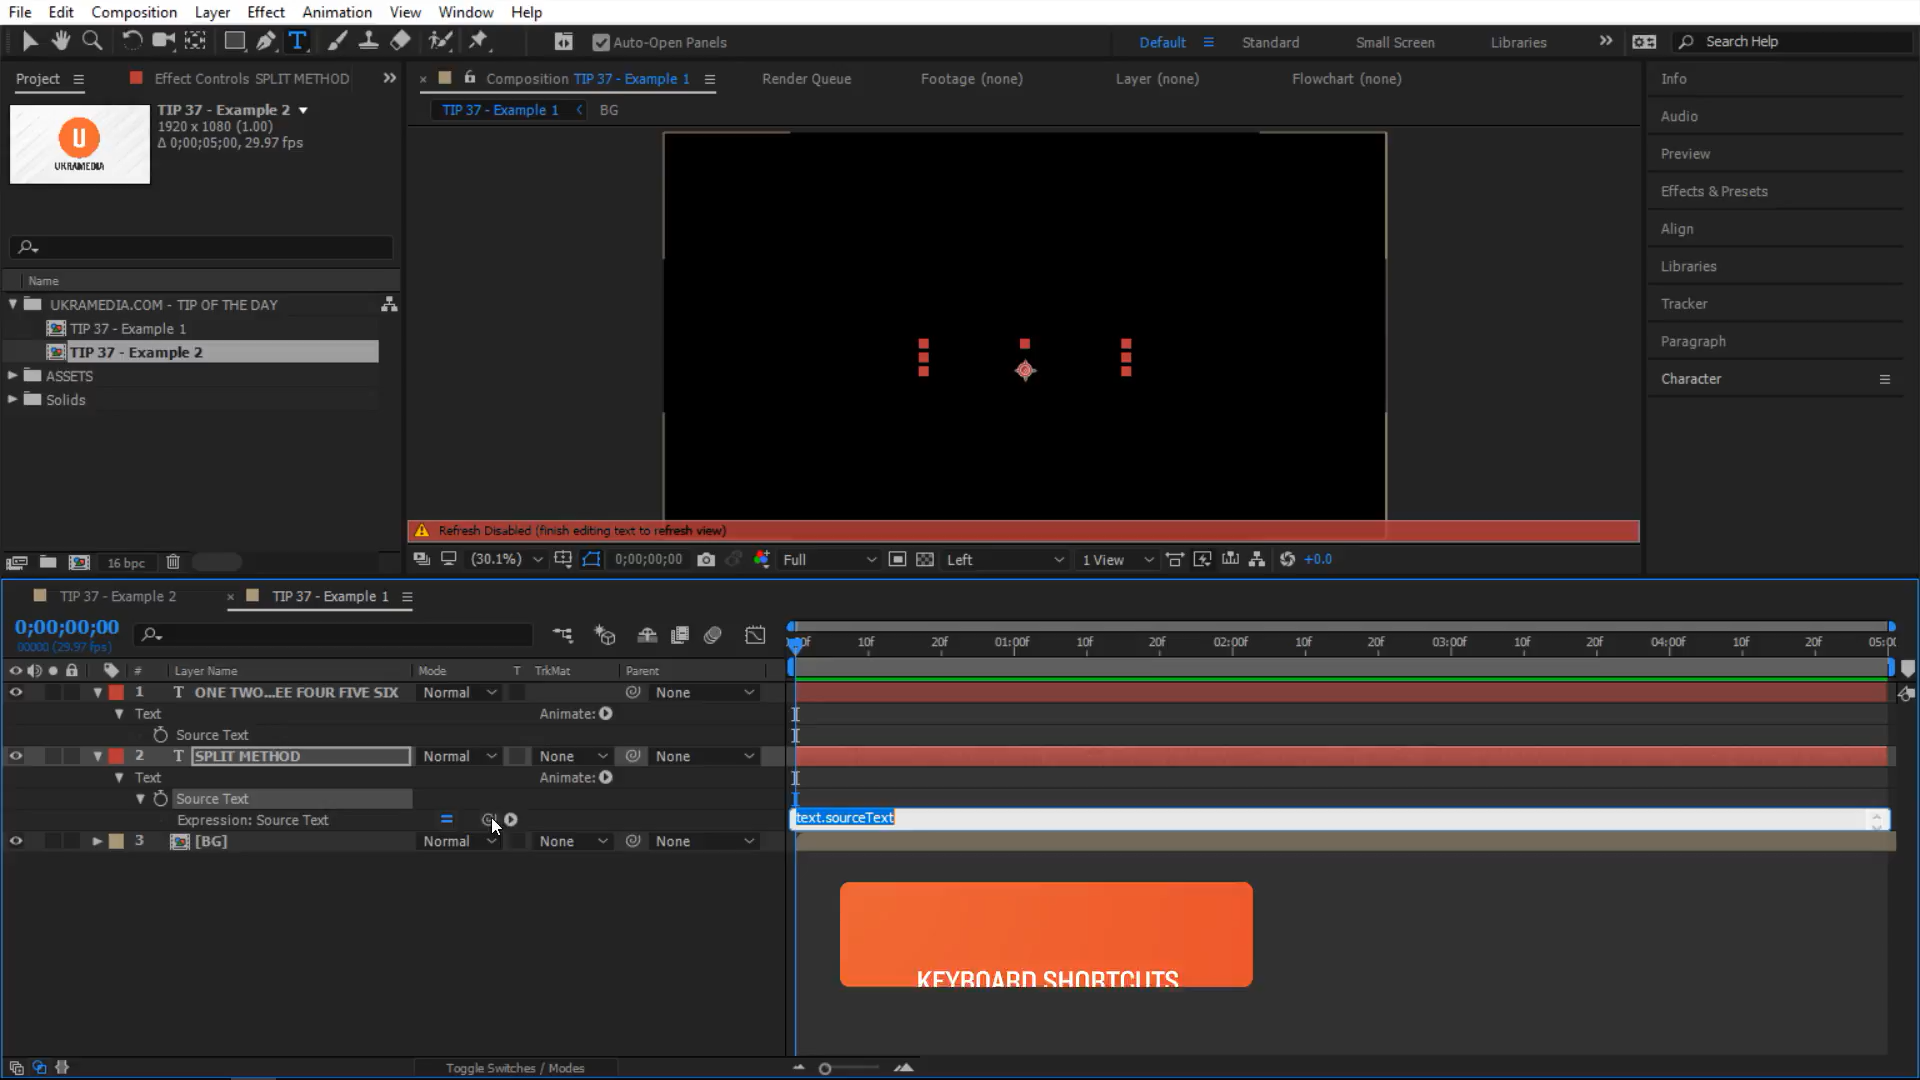 File Edit Composition Layer Effect Animation View Window Help
T Auto-Open Panels Default Standard Small Screen Libraries Search Help
Project Effect Controls SPLIT METHOD
Composition TIP 37 - Example 1 Render Queue Footage (none) Layer (none) Flowchart (none)
TIP 37 - Example 1 BG
TIP 37 - Example 2
1920 x 1080 (1.00)
Δ 0;00;05;00, 29.97 fps
U
UKRAMEDIA
Name
UKRAMEDIA.COM - TIP OF THE DAY
TIP 37 - Example 1
TIP 37 - Example 2
ASSETS
Solids
16 bpc
Info
Audio
Preview
Effects & Presets
Align
Libraries
Tracker
Paragraph
Character
Refresh Disabled (finish editing text to refresh view)
(30.1%) 0;00;00;00 Full Left 1 View +0.0
TIP 37 - Example 2 TIP 37 - Example 1
0;00;00;00
00000 (29.97 fps)
10f 20f 01:00f 10f 20f 02:00f 10f 20f 03:00f 10f 20f 04:00f 10f 20f 05:00
# Layer Name Mode T TrkMat Parent
1 T ONE TWO...EE FOUR FIVE SIX Normal None
Text Animate:
Source Text
2 T SPLIT METHOD Normal None None
Text Animate:
Source Text
Expression: Source Text text.sourceText
3 [BG] Normal None None
KEYBOARD SHORTCUTS
Toggle Switches / Modes